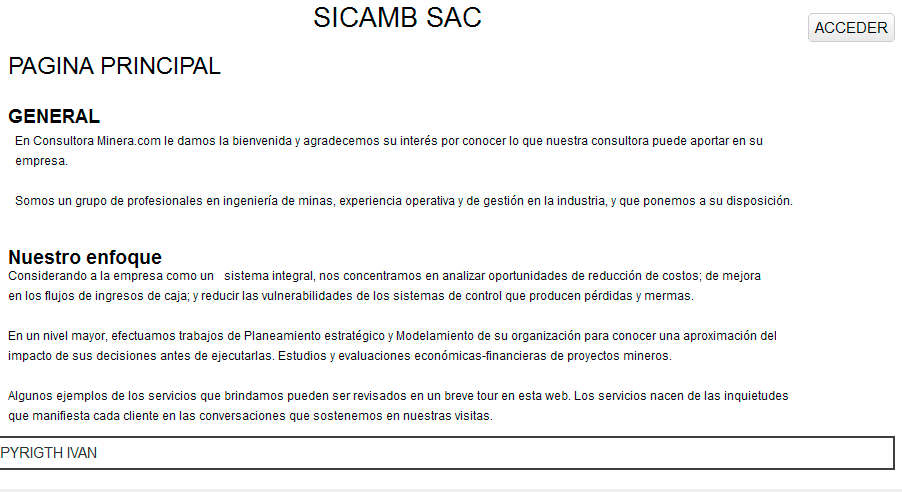 SICAMB SAC
ACCEDER
PAGINA PRINCIPAL
GENERAL
En Consultora Minera.com le damos la bienvenida y agradecemos su interés por conocer lo que nuestra consultora puede aportar en su
empresa.
Somos un grupo de profesionales en ingeniería de minas, experiencia operativa y de gestión en la industria, y que ponemos a su disposición.
Nuestro enfoque
Considerando a la empresa como un sistema integral, nos concentramos en analizar oportunidades de reducción de costos; de mejora
en los flujos de ingresos de caja; y reducir las vulnerabilidades de los sistemas de control que producen pérdidas y mermas.
En un nivel mayor, efectuamos trabajos de Planeamiento estratégico y Modelamiento de su organización para conocer una aproximación del
impacto de sus decisiones antes de ejecutarlas. Estudios y evaluaciones económicas-financieras de proyectos mineros.
Algunos ejemplos de los servicios que brindamos pueden ser revisados en un breve tour en esta web. Los servicios nacen de las inquietudes
que manifiesta cada cliente en las conversaciones que sostenemos en nuestras visitas.
PYRIGTH IVAN